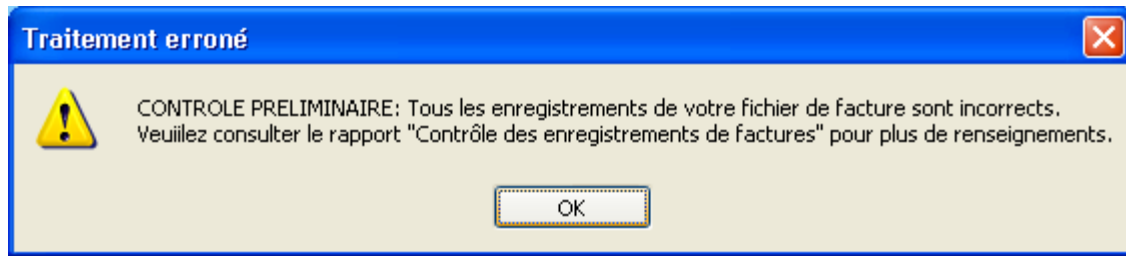 Traitement erroné
CONTROLE PRELIMINAIRE: Tous les enregistrements de votre fichier de facture sont incorrects.
Veuiilez consulter le rapport "Contrôle des enregistrements de factures" pour plus de renseignements.
OK